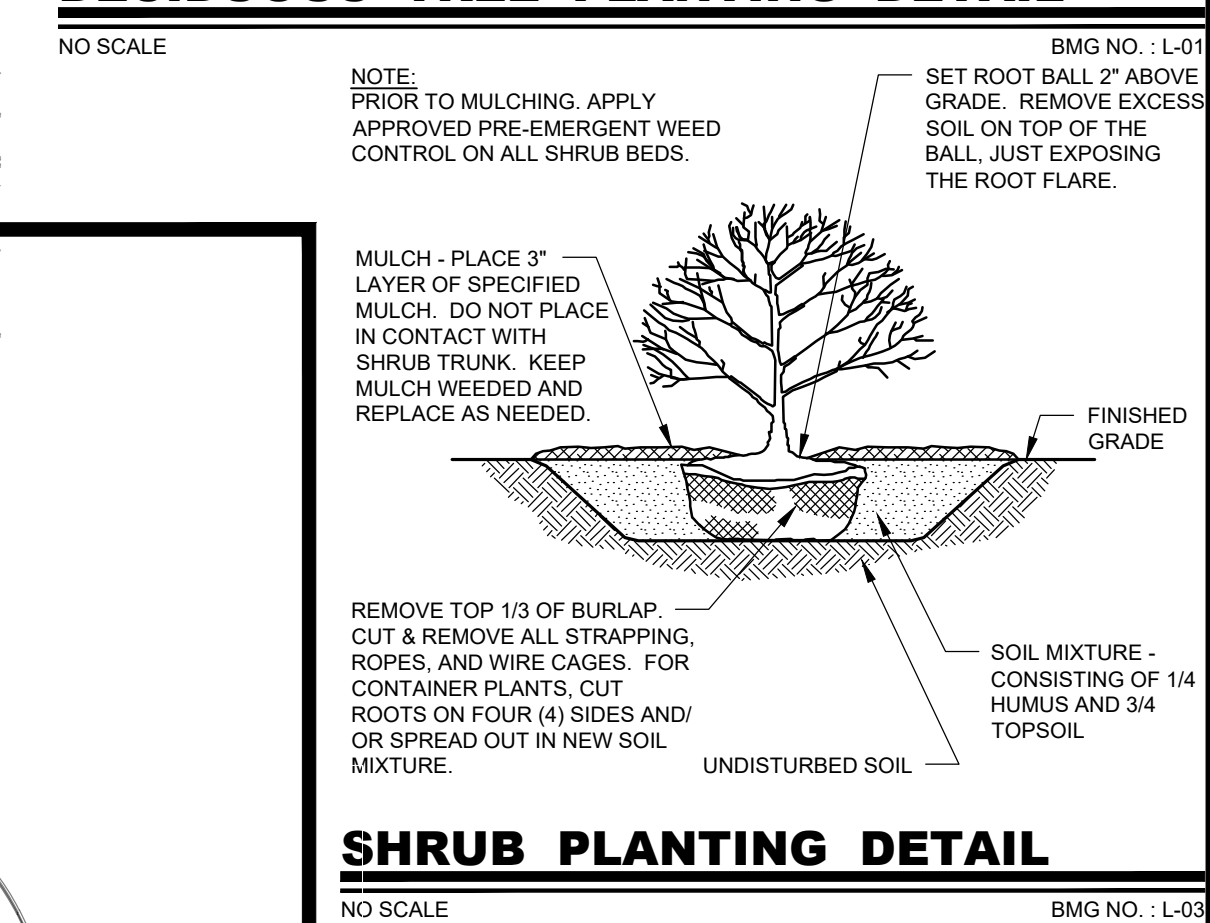 DECIDUOUS TREE PLANTING DETAIL
NO SCALE
BMG NO. : L-01
NOTE:
PRIOR TO MULCHING. APPLY
APPROVED PRE-EMERGENT WEED
CONTROL ON ALL SHRUB BEDS.
SET ROOT BALL 2" ABOVE
GRADE. REMOVE EXCESS
SOIL ON TOP OF THE
BALL, JUST EXPOSING
THE ROOT FLARE.
MULCH - PLACE 3"
LAYER OF SPECIFIED
MULCH. DO NOT PLACE
IN CONTACT WITH
SHRUB TRUNK. KEEP
MULCH WEEDED AND
REPLACE AS NEEDED.
FINISHED
GRADE
REMOVE TOP 1/3 OF BURLAP.
CUT & REMOVE ALL STRAPPING,
ROPES, AND WIRE CAGES. FOR
CONTAINER PLANTS, CUT
ROOTS ON FOUR (4) SIDES AND/
OR SPREAD OUT IN NEW SOIL
MIXTURE.
SOIL MIXTURE -
CONSISTING OF 1/4
HUMUS AND 3/4
TOPSOIL
UNDISTURBED SOIL
SHRUB PLANTING DETAIL
NO SCALE
BMG NO. : L-03